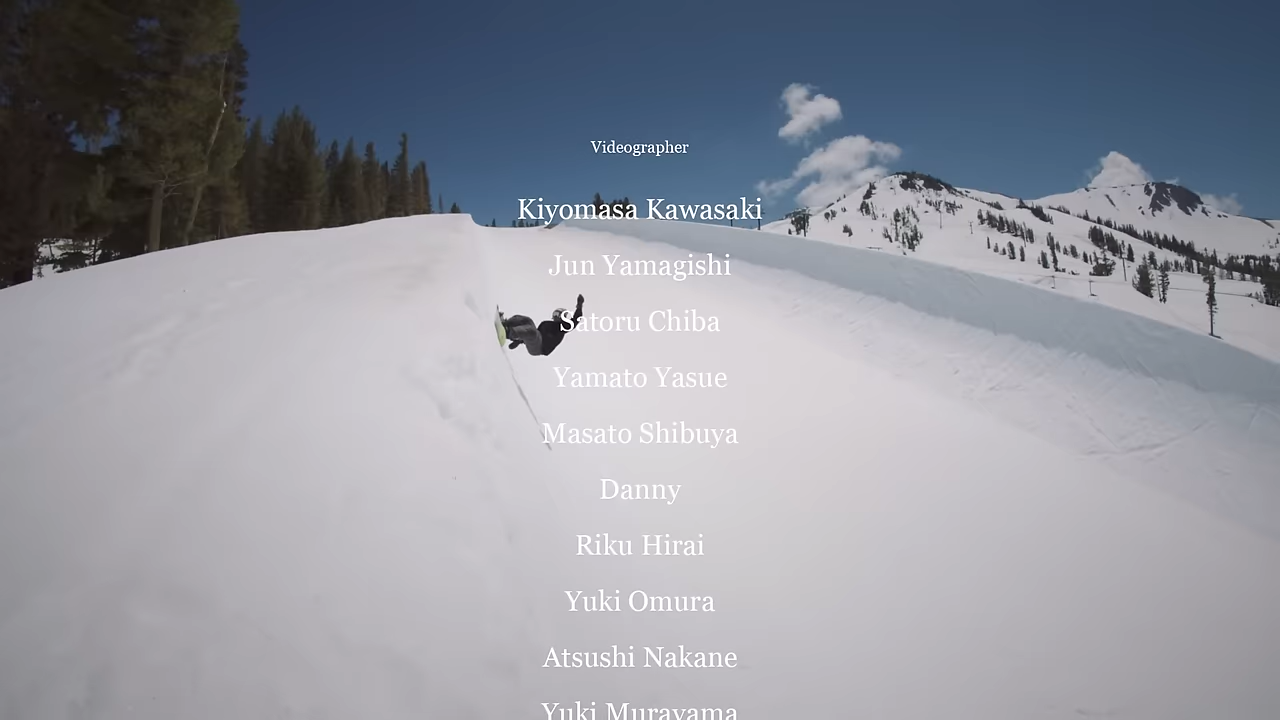 Videographer
Kiyomasa Kawasaki
Jun Yamagishi
Satoru Chiba
Yamato Yasue
Masato Shibuya
Danny
Riku Hirai
Yuki Omura
Atsushi Nakane
Yuki Murayama